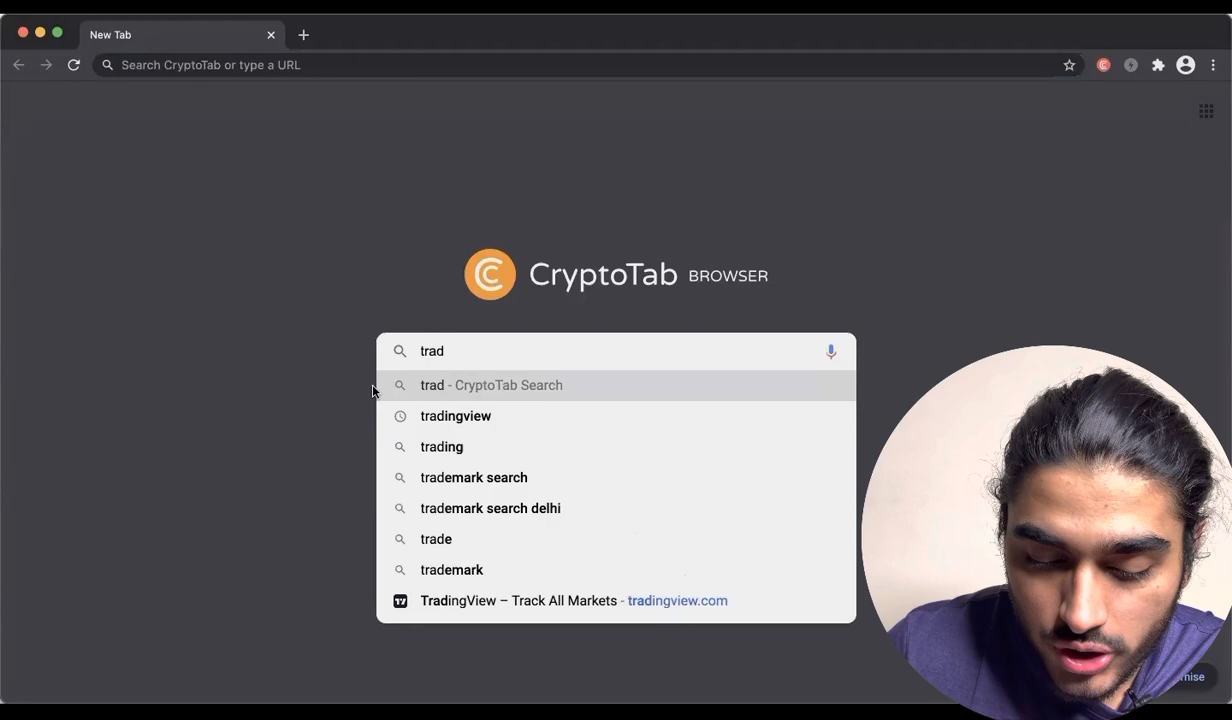 New Tab
Search CryptoTab or type a URL
CryptoTab BROWSER
trad
trad - CryptoTab Search
tradingview
trading
trademark search
trademark search delhi
trade
trademark
TradingView – Track All Markets - tradingview.com